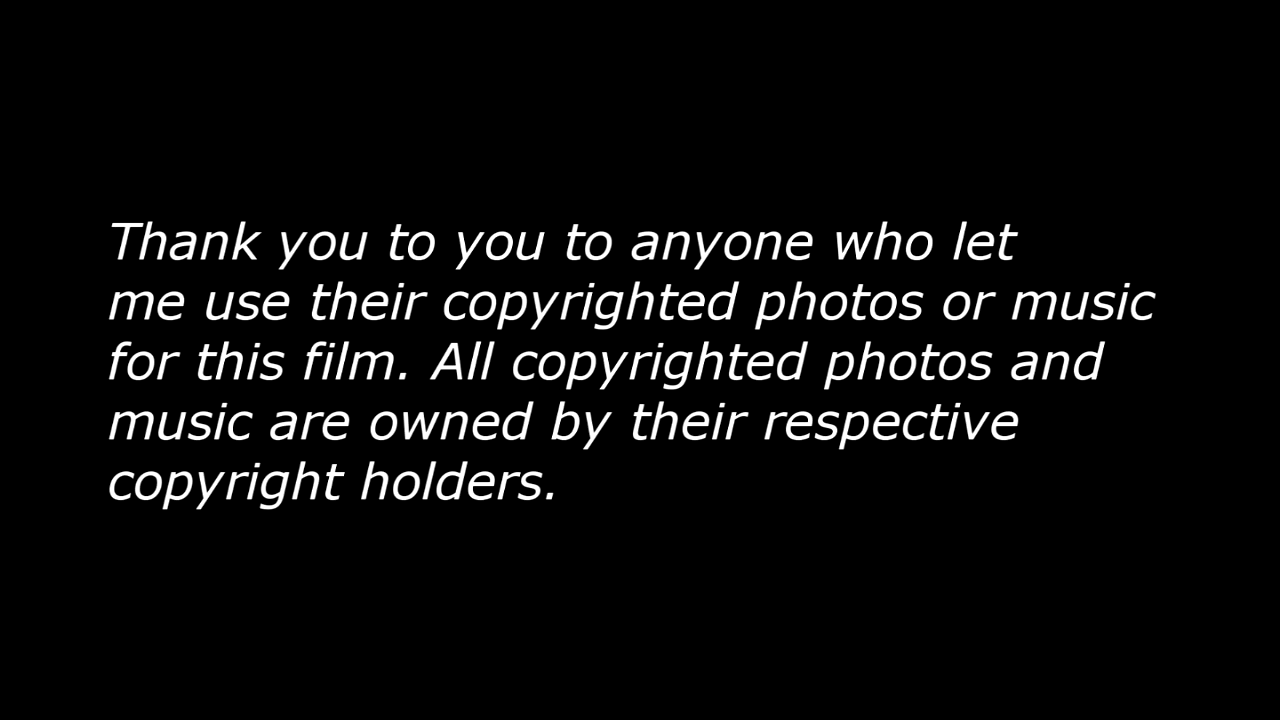 Thank you to you to anyone who let
me use their copyrighted photos or music
for this film. All copyrighted photos and
music are owned by their respective
copyright holders.